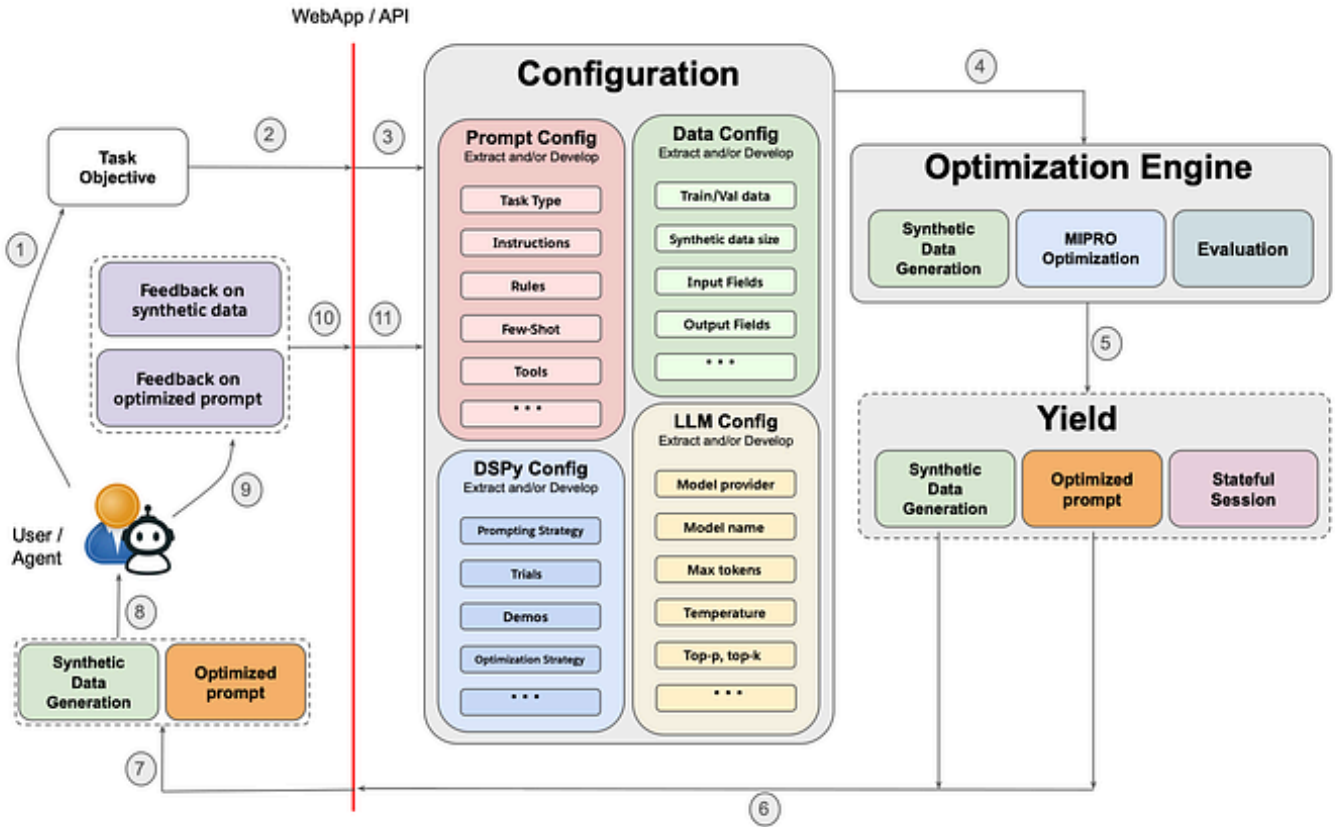 WebApp / API
Configuration
4
2
3
Task
Objective
1
Prompt Config
Extract and/or Develop
Task Type
Instructions
Rules
Few-Shot
Tools
• • •
Data Config
Extract and/or Develop
Train/Val data
Synthetic data size
Input Fields
Output Fields
• • •
Optimization Engine
Synthetic
Data
Generation
MIPRO
Optimization
Evaluation
Feedback on
synthetic data
Feedback on
optimized prompt
10
11
5
DSPy Config
Extract and/or Develop
Prompting Strategy
Trials
Demos
Optimization Strategy
• • •
LLM Config
Extract and/or Develop
Model provider
Model name
Max tokens
Temperature
Top-p, top-k
• • •
Yield
Synthetic
Data
Generation
Optimized
prompt
Stateful
Session
9
User /
Agent
8
Synthetic
Data
Generation
Optimized
prompt
7
6